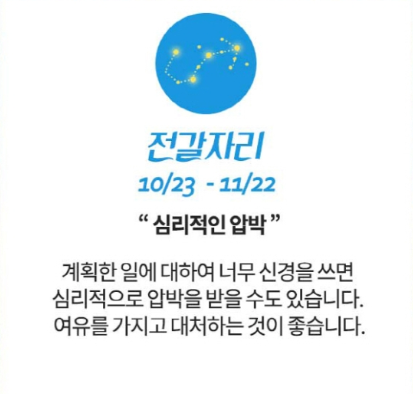 전갈자리
10/23 - 11/22
“ 심리적인 압박 ”
계획한 일에 대하여 너무 신경을 쓰면
심리적으로 압박을 받을 수도 있습니다.
여유를 가지고 대처하는 것이 좋습니다.